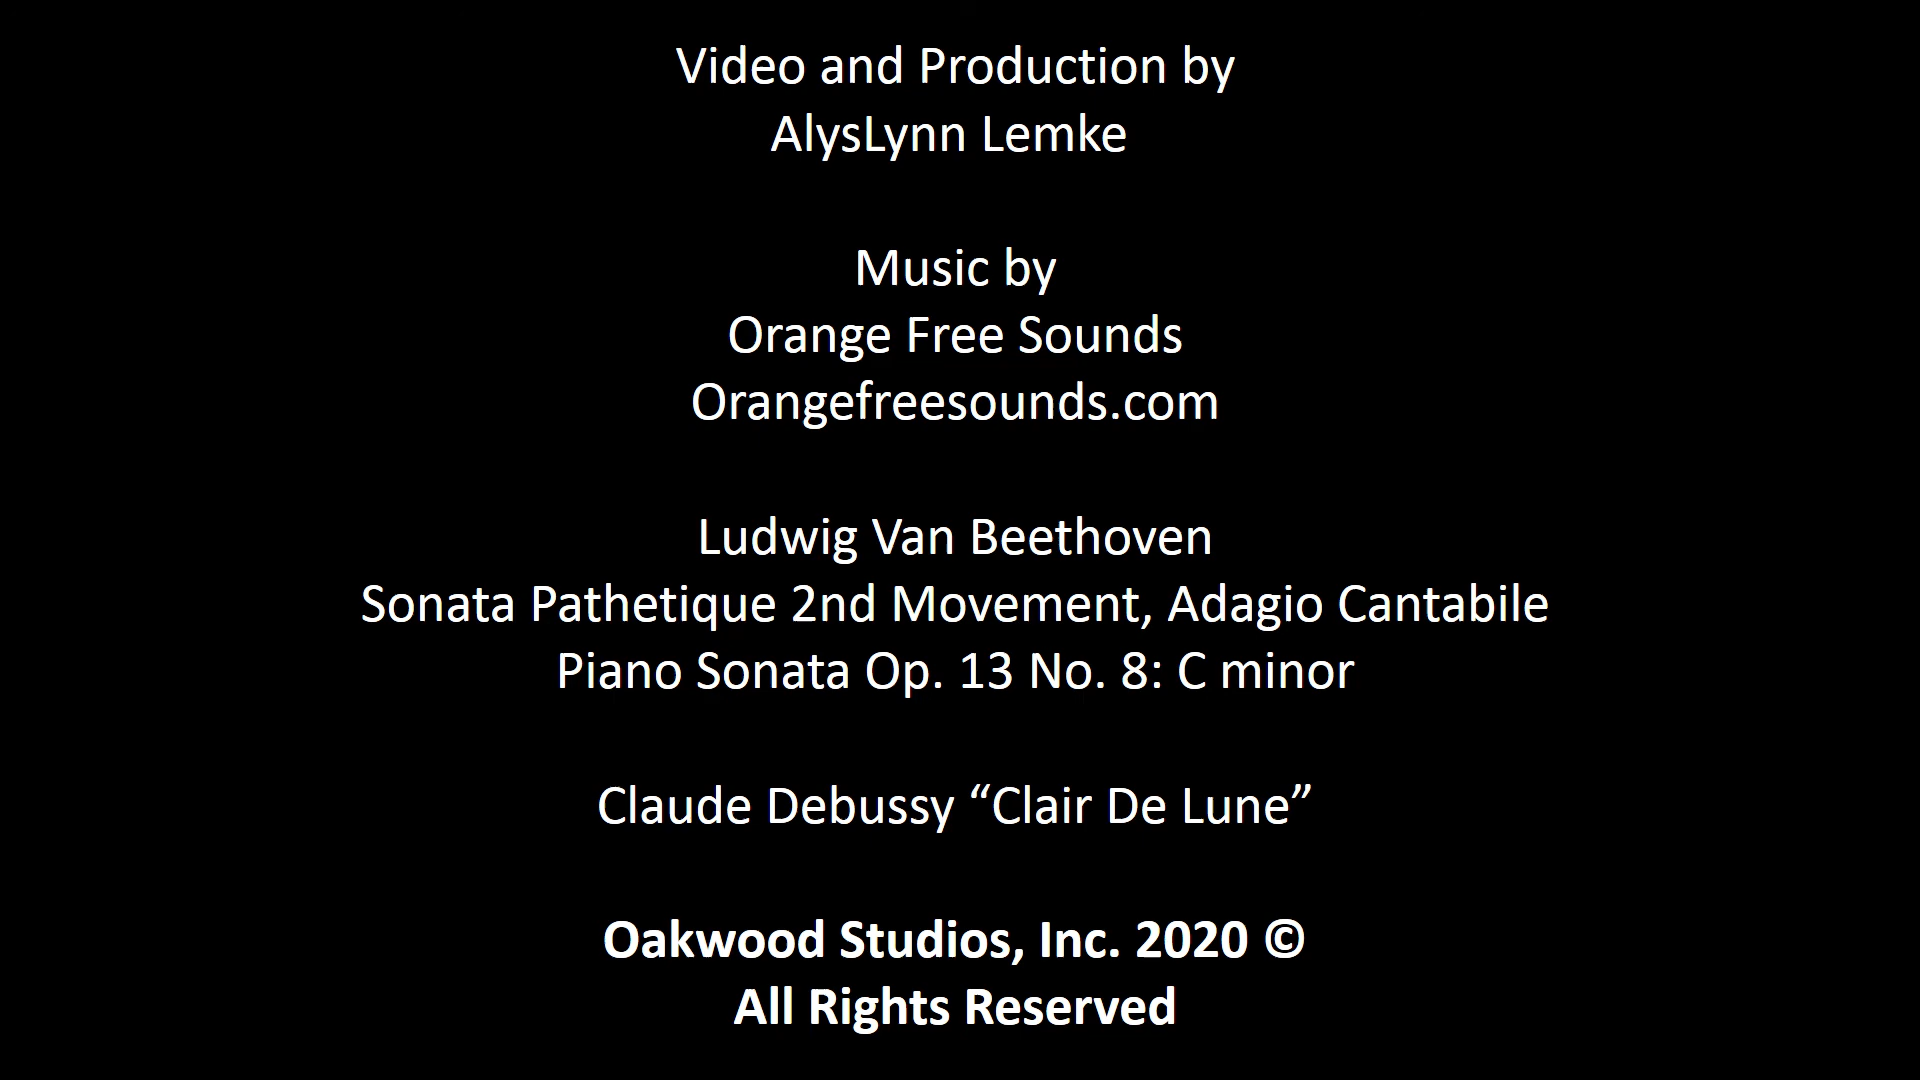 Video and Production by
AlysLynn Lemke
Music by
Orange Free Sounds
Orangefreesounds.com
Ludwig Van Beethoven
Sonata Pathetique 2nd Movement, Adagio Cantabile
Piano Sonata Op. 13 No. 8: C minor
Claude Debussy “Clair De Lune”
Oakwood Studios, Inc. 2020 ©
All Rights Reserved